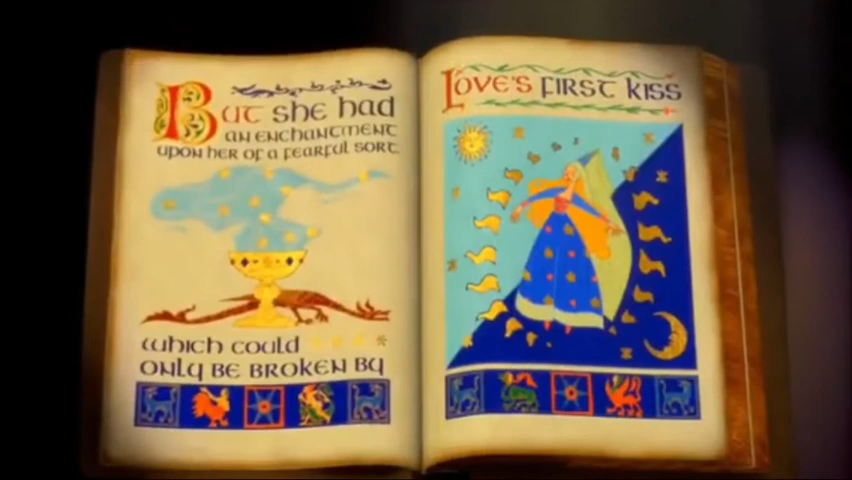 But she had
an enchantment
upon her of a fearful sort
which could
only be broken by
Love's first kiss